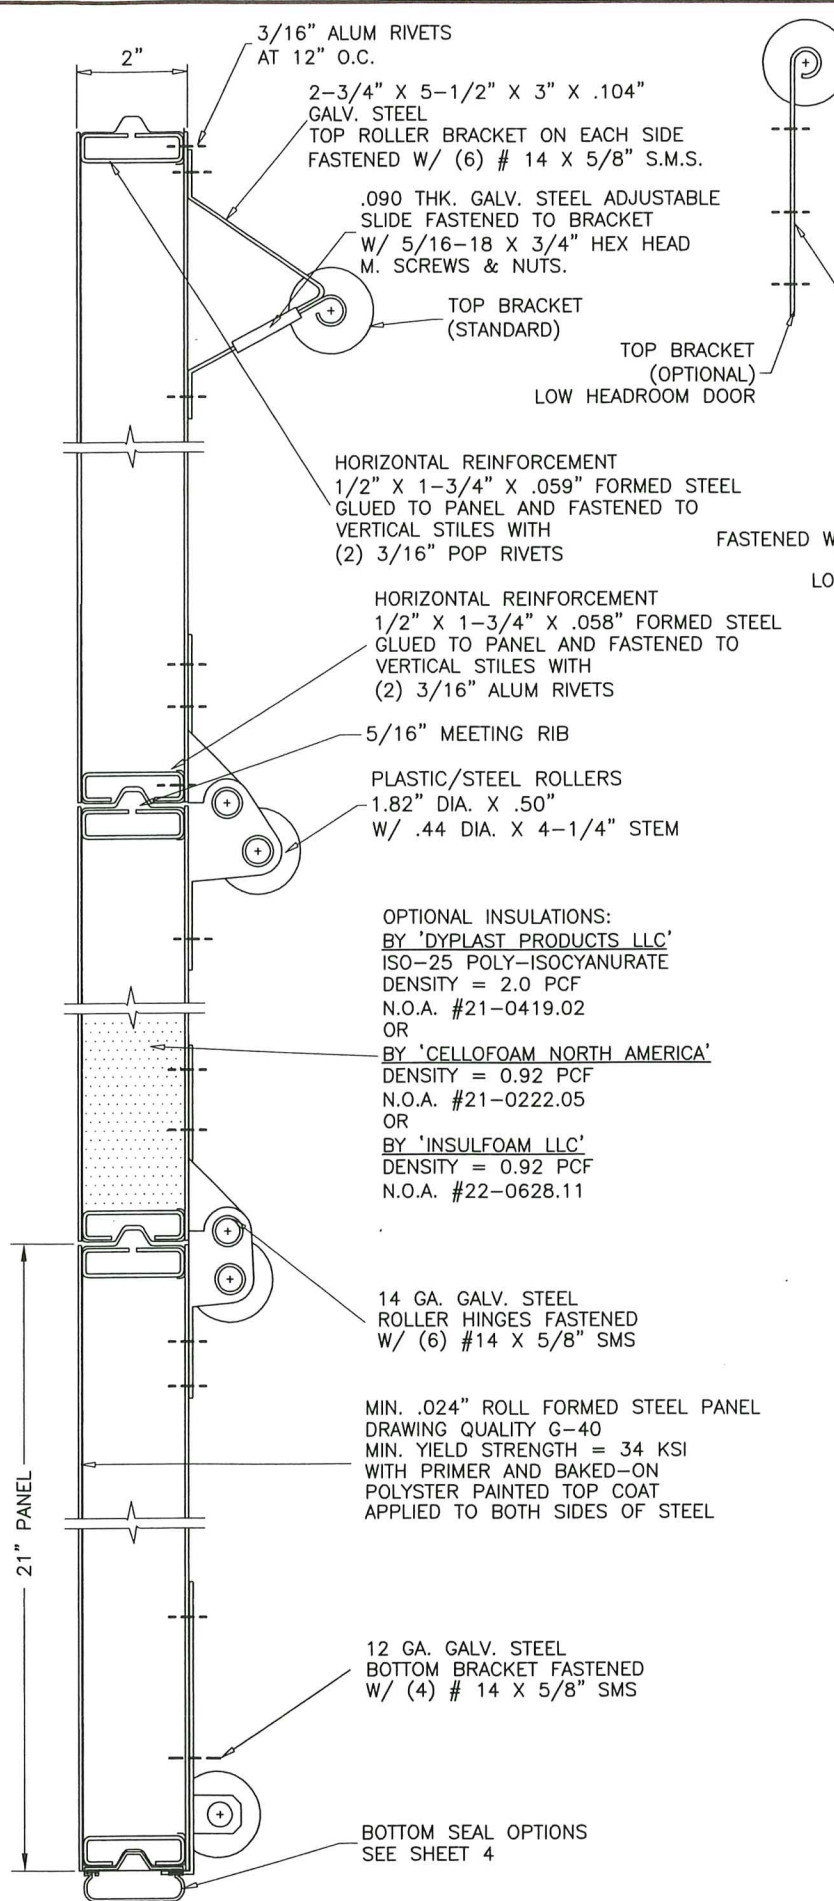 3/16" ALUM RIVETS
AT 12" O.C.
2"
2-3/4" X 5-1/2" X 3" X .104"
GALV. STEEL
TOP ROLLER BRACKET ON EACH SIDE
FASTENED W/ (6) # 14 X 5/8" S.M.S.
.090 THK. GALV. STEEL ADJUSTABLE
SLIDE FASTENED TO BRACKET
W/ 5/16-18 X 3/4" HEX HEAD
M. SCREWS & NUTS.
TOP BRACKET
(STANDARD)
TOP BRACKET
(OPTIONAL)
LOW HEADROOM DOOR
HORIZONTAL REINFORCEMENT
1/2" X 1-3/4" X .059" FORMED STEEL
GLUED TO PANEL AND FASTENED TO
VERTICAL STILES WITH
(2) 3/16" POP RIVETS
FASTENED W
LO
HORIZONTAL REINFORCEMENT
1/2" X 1-3/4" X .058" FORMED STEEL
GLUED TO PANEL AND FASTENED TO
VERTICAL STILES WITH
(2) 3/16" ALUM RIVETS
5/16" MEETING RIB
PLASTIC/STEEL ROLLERS
1.82" DIA. X .50"
W/ .44 DIA. X 4-1/4" STEM
OPTIONAL INSULATIONS:
BY 'DYPLAST PRODUCTS LLC'
ISO-25 POLY-ISOCYANURATE
DENSITY = 2.0 PCF
N.O.A. #21-0419.02
OR
BY 'CELLOFOAM NORTH AMERICA'
DENSITY = 0.92 PCF
N.O.A. #21-0222.05
OR
BY 'INSULFOAM LLC'
DENSITY = 0.92 PCF
N.O.A. #22-0628.11
14 GA. GALV. STEEL
ROLLER HINGES FASTENED
W/ (6) #14 X 5/8" SMS
MIN. .024" ROLL FORMED STEEL PANEL
DRAWING QUALITY G-40
MIN. YIELD STRENGTH = 34 KSI
WITH PRIMER AND BAKED-ON
POLYSTER PAINTED TOP COAT
APPLIED TO BOTH SIDES OF STEEL
21" PANEL
12 GA. GALV. STEEL
BOTTOM BRACKET FASTENED
W/ (4) # 14 X 5/8" SMS
BOTTOM SEAL OPTIONS
SEE SHEET 4